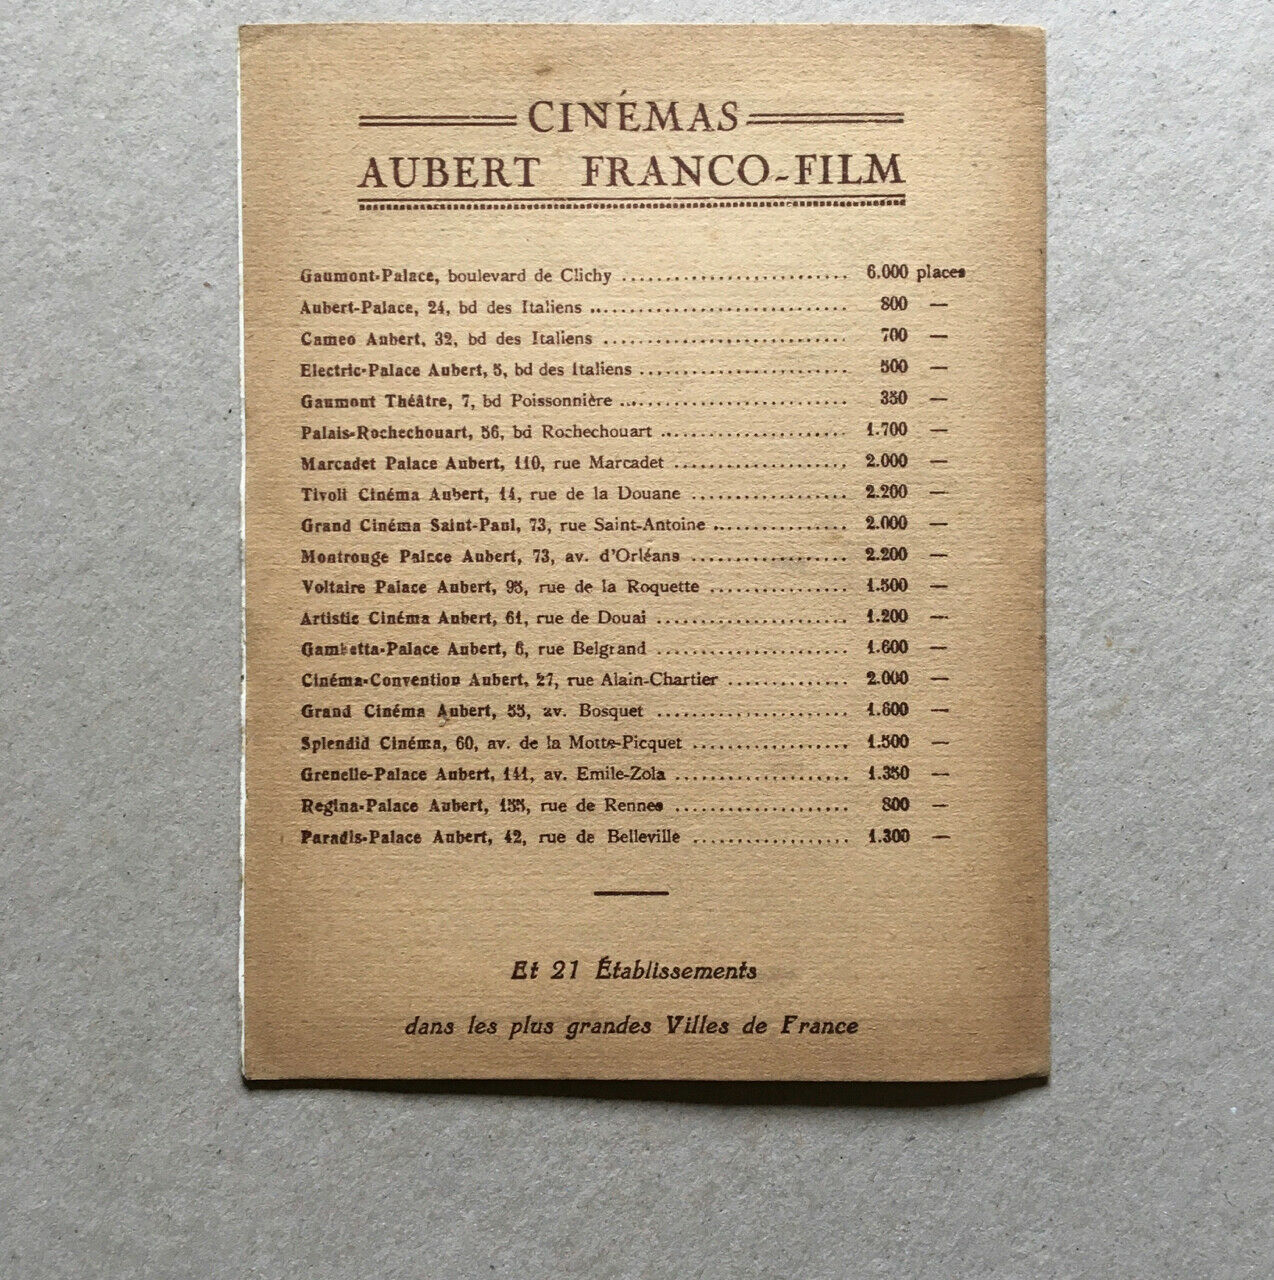 CINÉMAS
AUBERT FRANCO-FILM
Gaumont-Palace, boulevard de Clichy ........................ 6.000 places
Aubert-Palace, 24, bd des Italiens ........................ 800 —
Cameo Aubert, 32, bd des Italiens ........................ 700 —
Electric-Palace Aubert, 5, bd des Italiens ........................ 500 —
Gaumont Théâtre, 7, bd Poissonnière ........................ 350 —
Palais-Rochechouart, 56, bd Rochechouart ........................ 1.700 —
Marcadet Palace Aubert, 110, rue Marcadet ........................ 2.000 —
Tivoli Cinéma Aubert, 14, rue de la Douane ........................ 2.200 —
Grand Cinéma Saint-Paul, 73, rue Saint-Antoine ........................ 2.000 —
Montrouge Palace Aubert, 73, av. d'Orléans ........................ 2.200 —
Voltaire Palace Aubert, 95, rue de la Roquette ........................ 1.500 —
Artistic Cinéma Aubert, 61, rue de Douai ........................ 1.200 —
Gambetta-Palace Aubert, 6, rue Belgrand ........................ 1.600 —
Cinéma-Convention Aubert, 27, rue Alain-Chartier ........................ 2.000 —
Grand Cinéma Aubert, 55, av. Bosquet ........................ 1.600 —
Splendid Cinéma, 60, av. de la Motte-Picquet ........................ 1.500 —
Grenelle-Palace Aubert, 141, av. Emile-Zola ........................ 1.350 —
Regina-Palace Aubert, 155, rue de Rennes ........................ 800 —
Paradis-Palace Aubert, 42, rue de Belleville ........................ 1.300 —
Et 21 Établissements
dans les plus grandes Villes de France